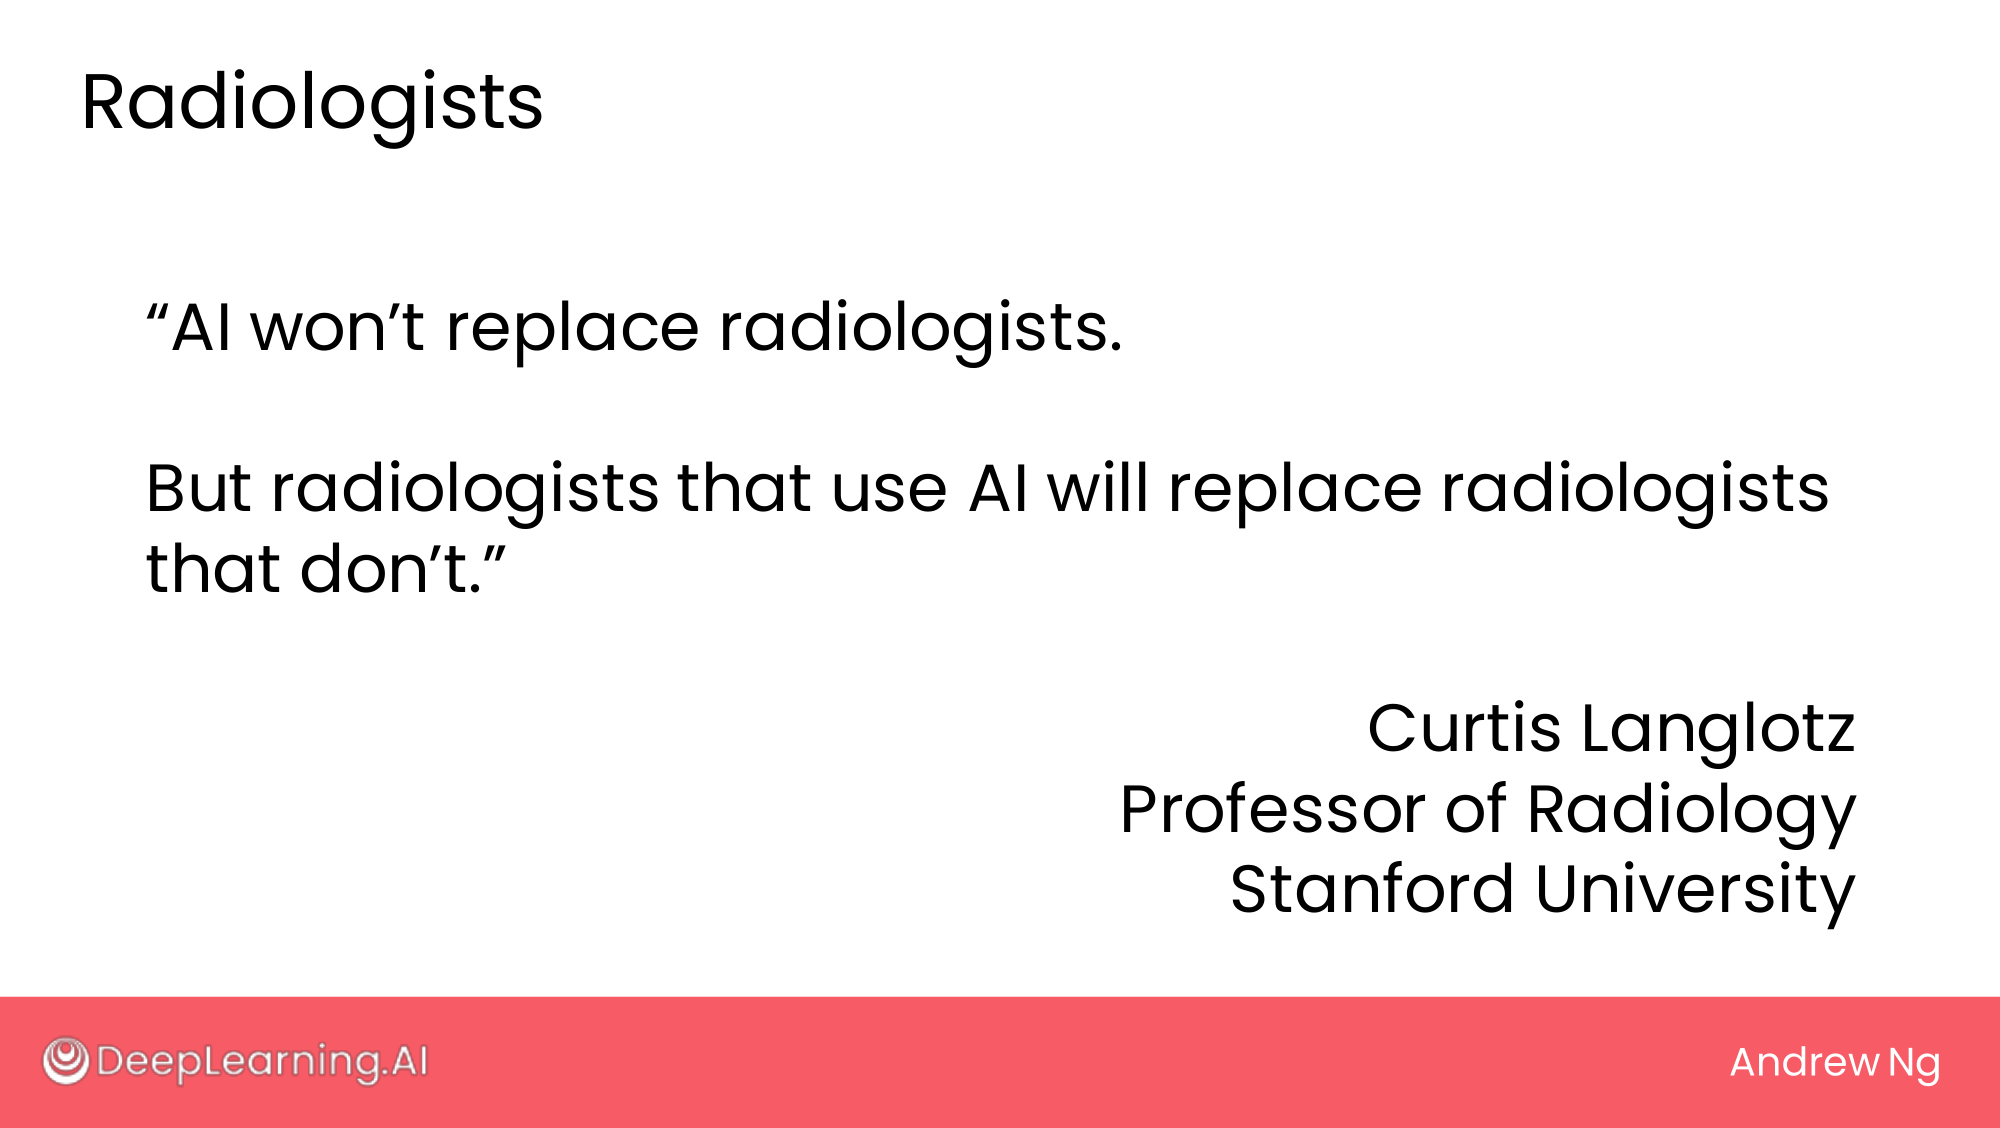 Radiologists
“AI won’t replace radiologists.
But radiologists that use AI will replace radiologists
that don’t.”
Curtis Langlotz
Professor of Radiology
Stanford University
DeepLearning.AI
Andrew Ng